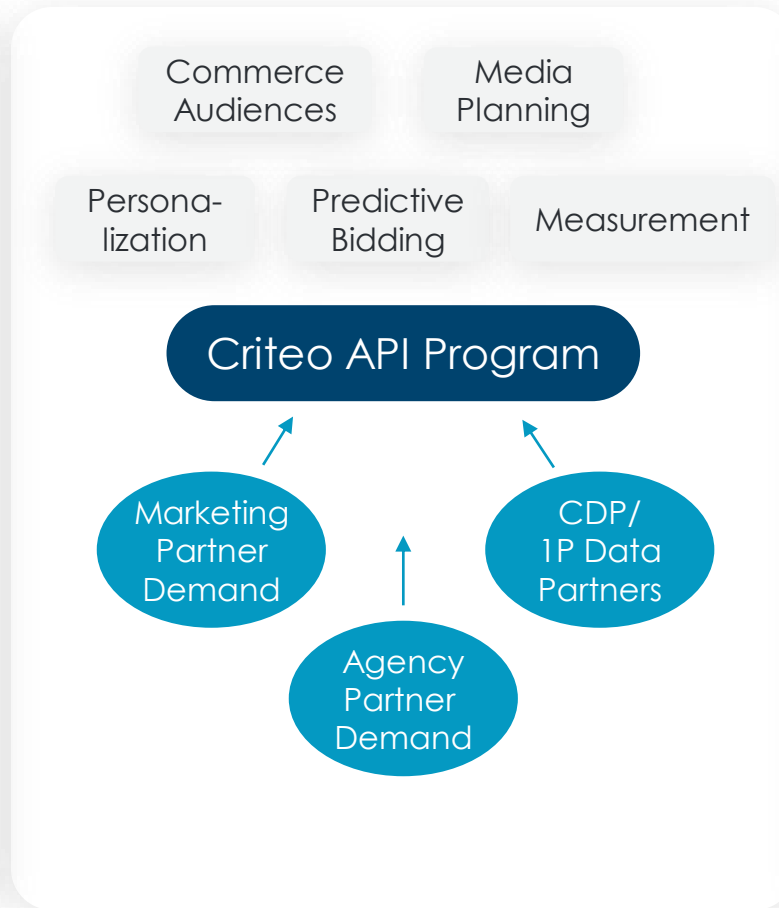 Commerce
Audiences
Media
Planning
Persona-
lization
Predictive
Bidding
Measurement
Criteo API Program
Marketing
Partner
Demand
CDP/
1P Data
Partners
Agency
Partner
Demand